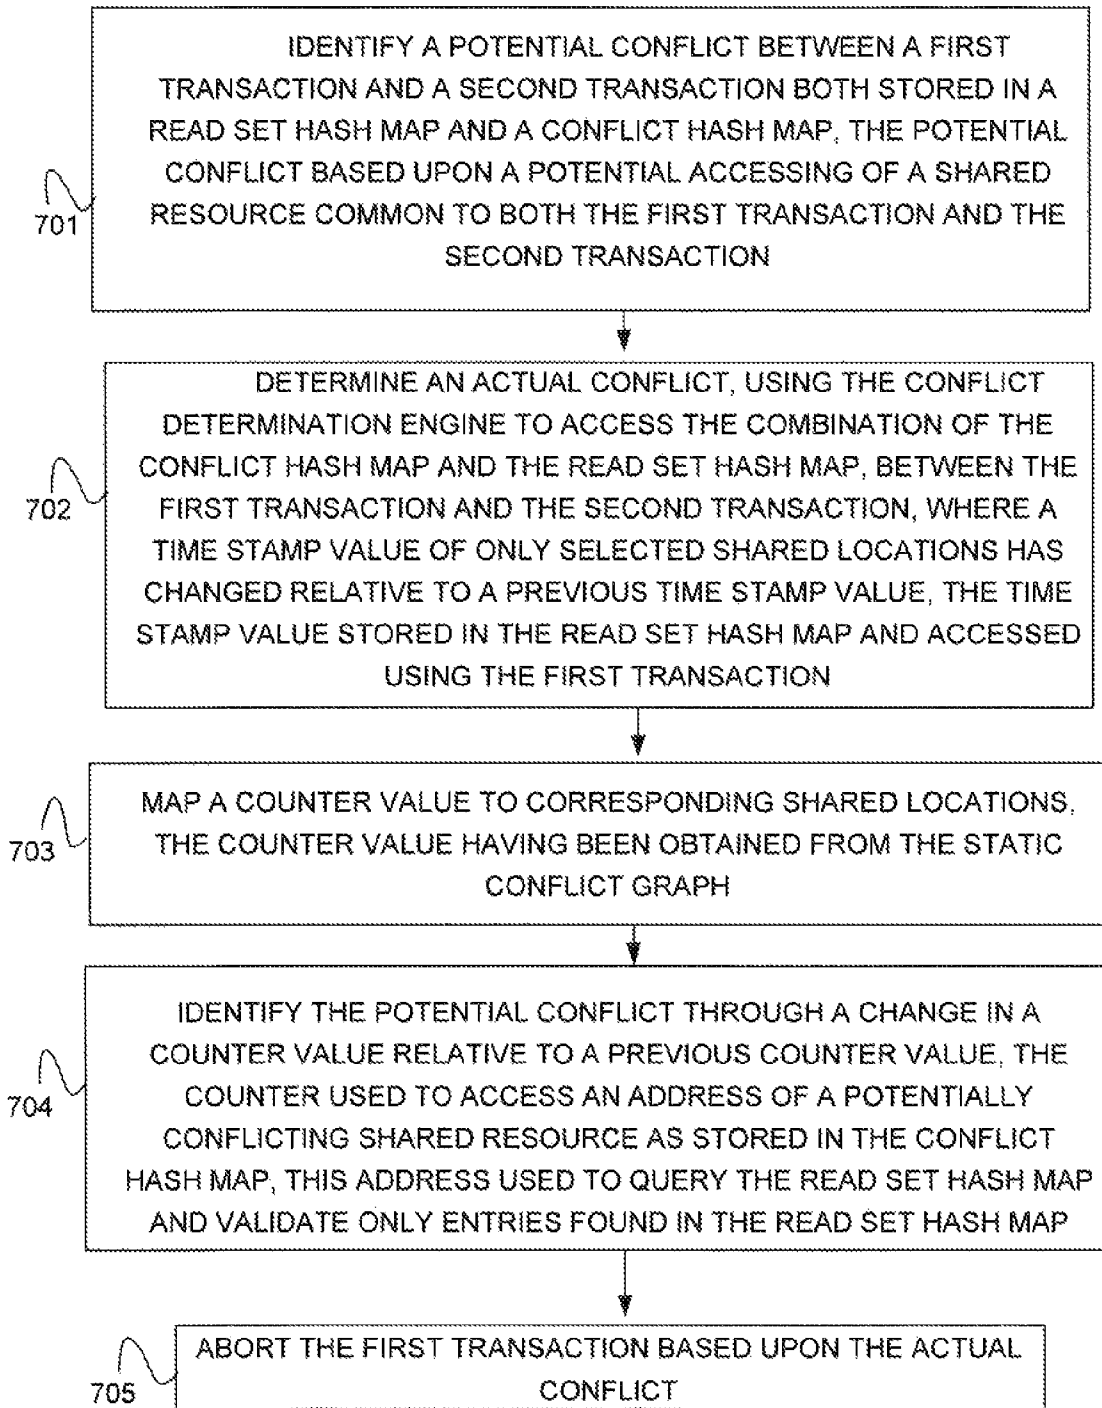 IDENTIFY A POTENTIAL CONFLICT BETWEEN A FIRST
TRANSACTION AND A SECOND TRANSACTION BOTH STORED IN A
READ SET HASH MAP AND A CONFLICT HASH MAP, THE POTENTIAL
CONFLICT BASED UPON A POTENTIAL ACCESSING OF A SHARED
RESOURCE COMMON TO BOTH THE FIRST TRANSACTION AND THE
SECOND TRANSACTION
701
DETERMINE AN ACTUAL CONFLICT, USING THE CONFLICT
DETERMINATION ENGINE TO ACCESS THE COMBINATION OF THE
CONFLICT HASH MAP AND THE READ SET HASH MAP, BETWEEN THE
FIRST TRANSACTION AND THE SECOND TRANSACTION, WHERE A
TIME STAMP VALUE OF ONLY SELECTED SHARED LOCATIONS HAS
CHANGED RELATIVE TO A PREVIOUS TIME STAMP VALUE, THE TIME
STAMP VALUE STORED IN THE READ SET HASH MAP AND ACCESSED
USING THE FIRST TRANSACTION
702
MAP A COUNTER VALUE TO CORRESPONDING SHARED LOCATIONS,
THE COUNTER VALUE HAVING BEEN OBTAINED FROM THE STATIC
CONFLICT GRAPH
703
IDENTIFY THE POTENTIAL CONFLICT THROUGH A CHANGE IN A
COUNTER VALUE RELATIVE TO A PREVIOUS COUNTER VALUE, THE
COUNTER USED TO ACCESS AN ADDRESS OF A POTENTIALLY
CONFLICTING SHARED RESOURCE AS STORED IN THE CONFLICT
HASH MAP, THIS ADDRESS USED TO QUERY THE READ SET HASH MAP
AND VALIDATE ONLY ENTRIES FOUND IN THE READ SET HASH MAP
704
ABORT THE FIRST TRANSACTION BASED UPON THE ACTUAL
CONFLICT
705